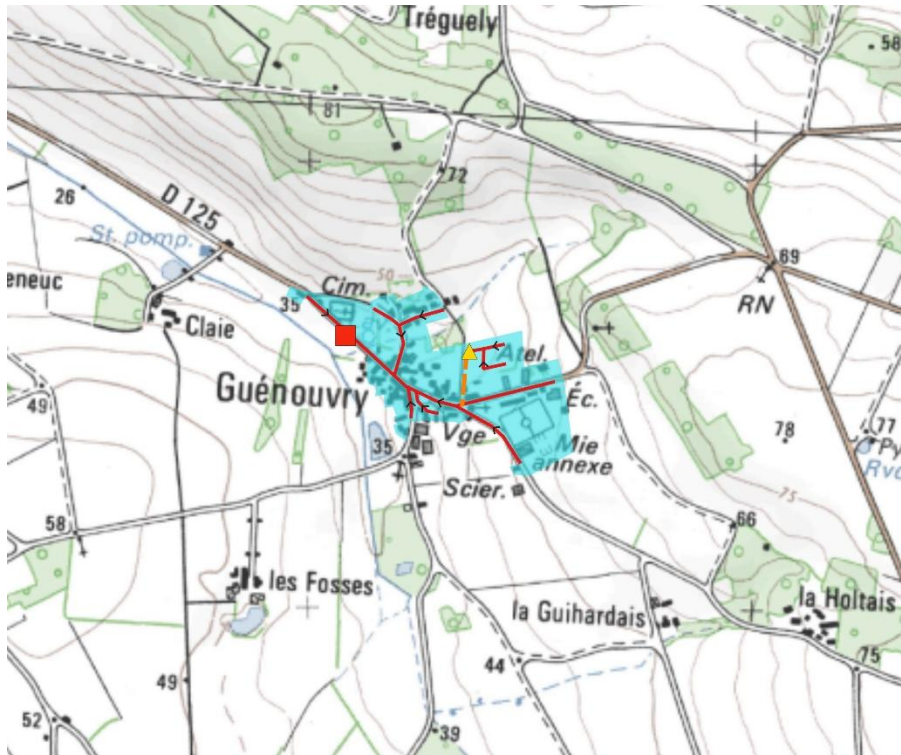 Tréguely
58
81
72
26
D 125
St. pomp.
69
eneuc
Cim.
50
35
RN
Claie
Atel.
Guénouvry
Éc.
49
78
77
Vge
35
Mie
annexe
Scier.
75
58
66
les Fosses
la Holtais
la Guihardais
44
75
49
52
39